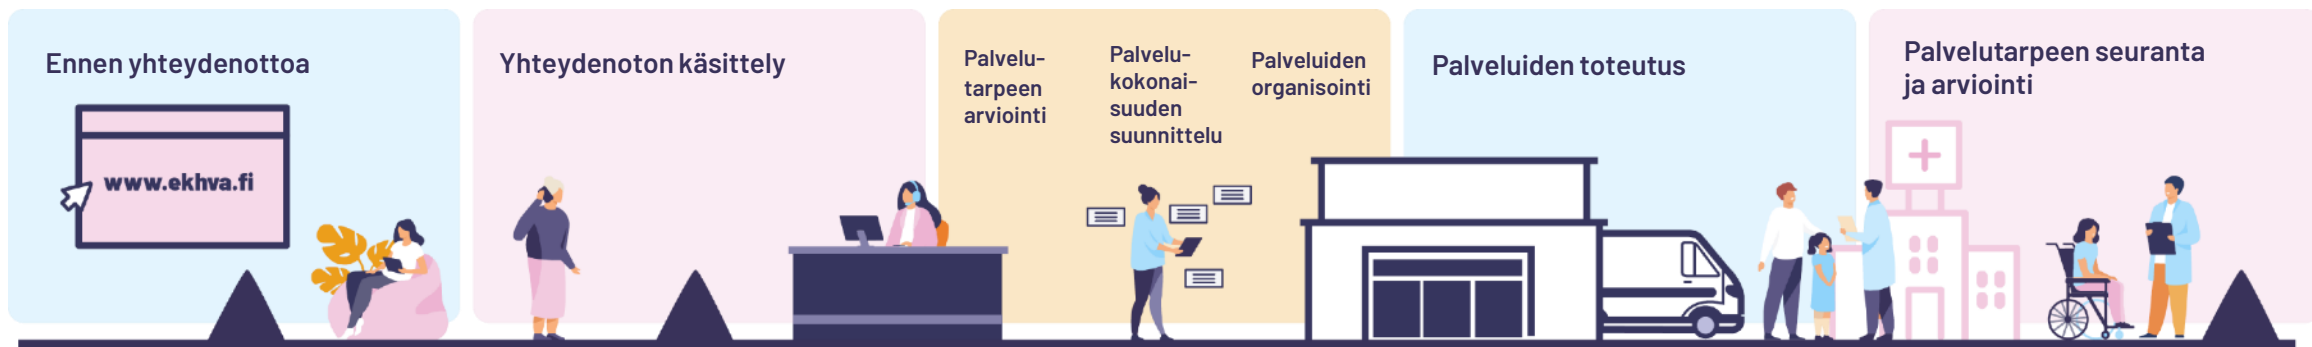 Ennen yhteydenottoa
www.ekhva.fi
Yhteydenoton käsittely
Palvelu-
tarpeen
arviointi
Palvelu-
kokonai-
suuden
suunnittelu
Palveluiden
organisointi
Palveluiden toteutus
Palvelutarpeen seuranta
ja arviointi